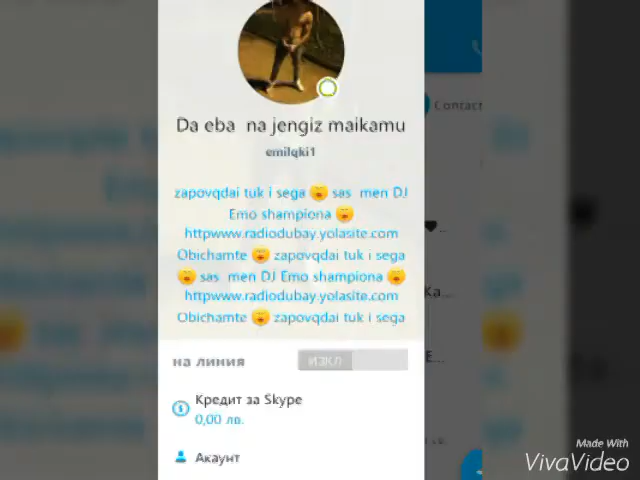 Da eba na jengiz maikamu
emilqki1
zapovqdai tuk i sega sas men DJ
Emo shampiona
httpwww.radiodubay.yolasite.com
Obichamte zapovqdai tuk i sega
sas men DJ Emo shampiona
httpwww.radiodubay.yolasite.com
Obichamte zapovqdai tuk i sega
на линия
ИЗКЛ
Кредит за Skype
0,00 лв.
Акаунт
Contact
Ка...
Е...
Made With
VivaVideo